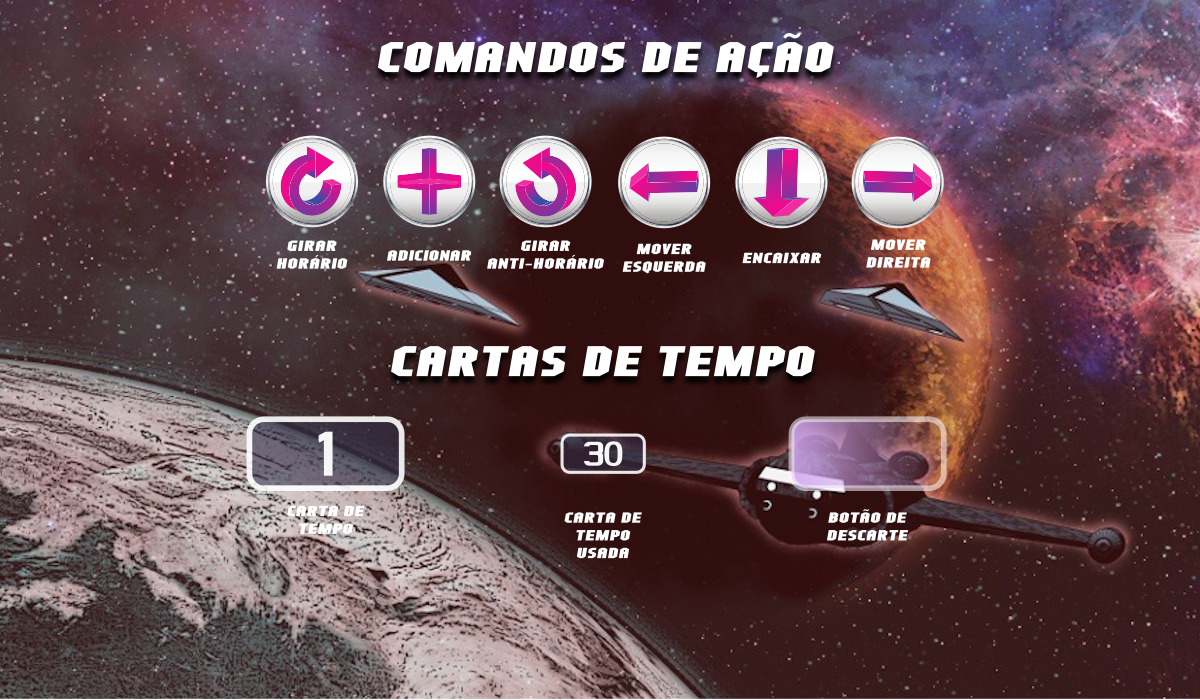 COMANDOS DE AÇÃO
GIRAR
HORÁRIO
ADICIONAR
GIRAR
ANTI-HORÁRIO
MOVER
ESQUERDA
ENCAIXAR
MOVER
DIREITA
CARTAS DE TEMPO
1
CARTA DE
TEMPO
30
CARTA DE
TEMPO
USADA
BOTÃO DE
DESCARTE